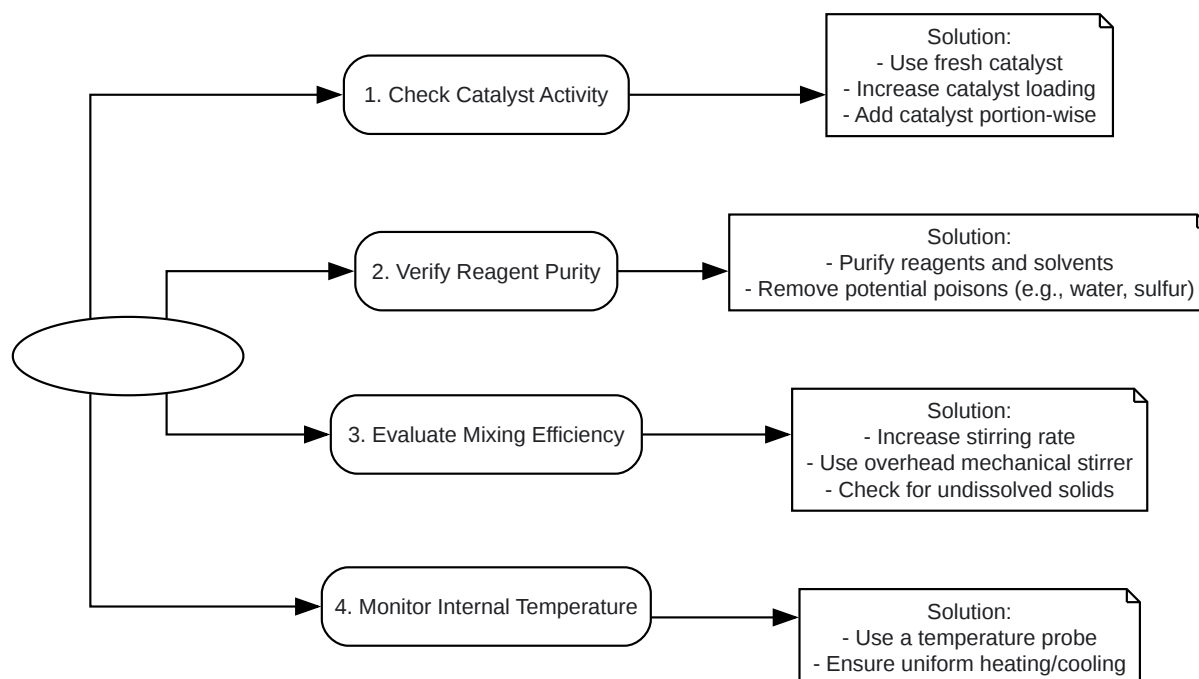 1. Check Catalyst Activity
Solution:
- Use fresh catalyst
- Increase catalyst loading
- Add catalyst portion-wise
2. Verify Reagent Purity
Solution:
- Purify reagents and solvents
- Remove potential poisons (e.g., water, sulfur)
3. Evaluate Mixing Efficiency
Solution:
- Increase stirring rate
- Use overhead mechanical stirrer
- Check for undissolved solids
4. Monitor Internal Temperature
Solution:
- Use a temperature probe
- Ensure uniform heating/cooling